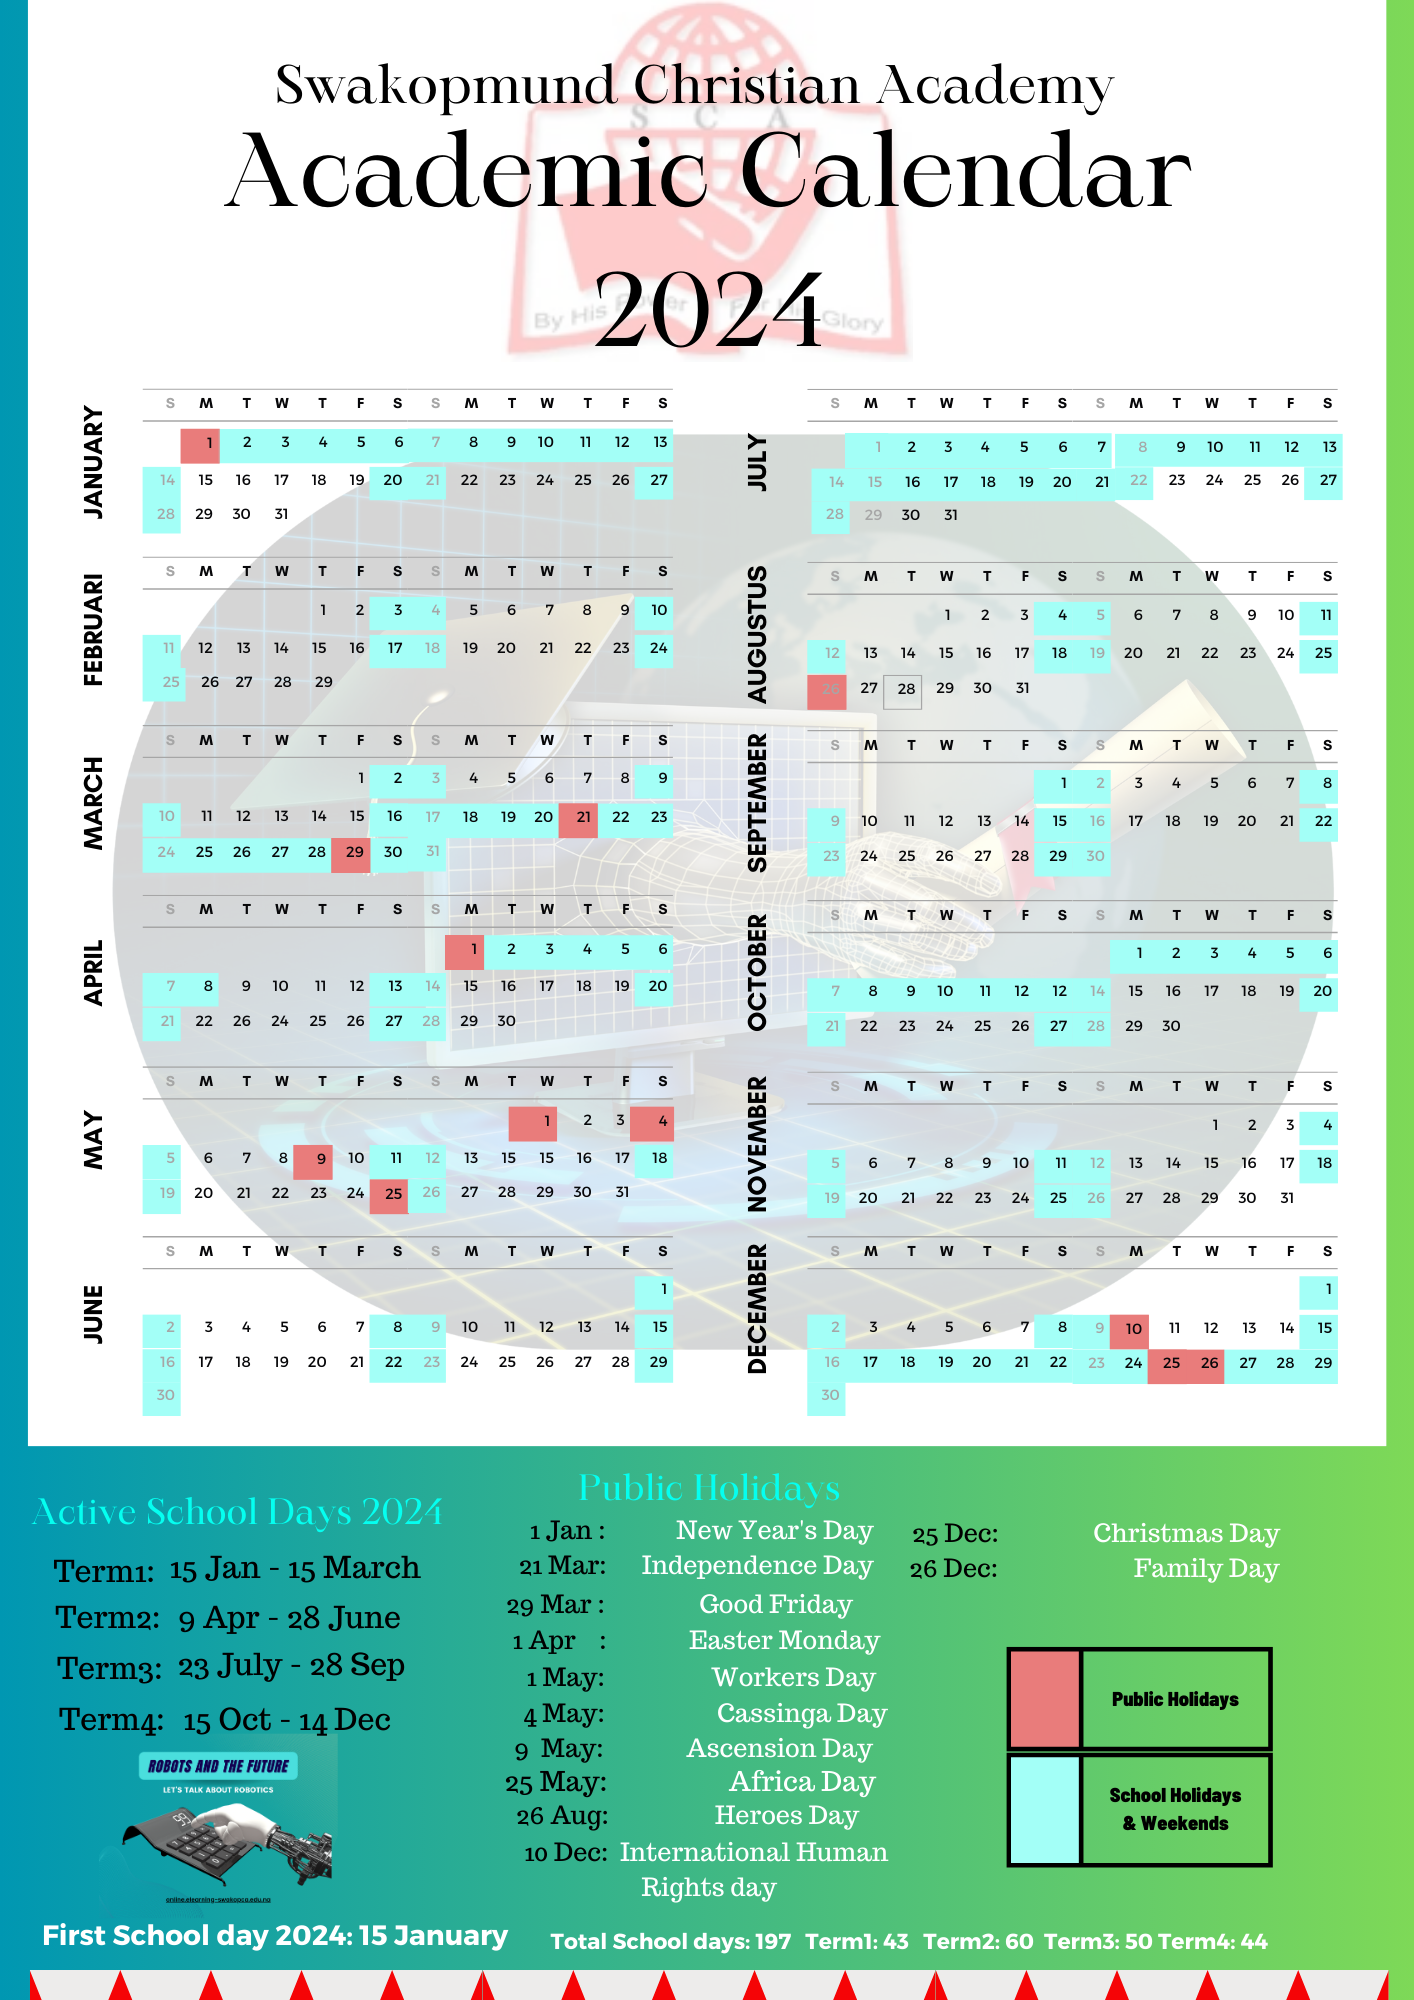 Swakopmund Christian Academy
S C A
Academic Calendar
2024
By His Power For His Glory
JANUARY
S M T W T F S S M T W T F S
1 2 3 4 5 6 7 8 9 10 11 12 13
14 15 16 17 18 19 20 21 22 23 24 25 26 27
28 29 30 31
FEBRUARI
S M T W T F S S M T W T F S
1 2 3 4 5 6 7 8 9 10
11 12 13 14 15 16 17 18 19 20 21 22 23 24
25 26 27 28 29
MARCH
S M T W T F S S M T W T F S
1 2 3 4 5 6 7 8 9
10 11 12 13 14 15 16 17 18 19 20 21 22 23
24 25 26 27 28 29 30 31
APRIL
S M T W T F S S M T W T F S
1 2 3 4 5 6
7 8 9 10 11 12 13 14 15 16 17 18 19 20
21 22 26 24 25 26 27 28 29 30
MAY
S M T W T F S S M T W T F S
1 2 3 4
5 6 7 8 9 10 11 12 13 15 15 16 17 18
19 20 21 22 23 24 25 26 27 28 29 30 31
JUNE
S M T W T F S S M T W T F S
1
2 3 4 5 6 7 8 9 10 11 12 13 14 15
16 17 18 19 20 21 22 23 24 25 26 27 28 29
30
JULY
S M T W T F S S M T W T F S
1 2 3 4 5 6 7 8 9 10 11 12 13
14 15 16 17 18 19 20 21 22 23 24 25 26 27
28 29 30 31
AUGUSTUS
S M T W T F S S M T W T F S
1 2 3 4 5 6 7 8 9 10 11
12 13 14 15 16 17 18 19 20 21 22 23 24 25
26 27 28 29 30 31
SEPTEMBER
S M T W T F S S M T W T F S
1 2 3 4 5 6 7 8
9 10 11 12 13 14 15 16 17 18 19 20 21 22
23 24 25 26 27 28 29 30
OCTOBER
S M T W T F S S M T W T F S
1 2 3 4 5 6
7 8 9 10 11 12 12 14 15 16 17 18 19 20
21 22 23 24 25 26 27 28 29 30
NOVEMBER
S M T W T F S S M T W T F S
1 2 3 4
5 6 7 8 9 10 11 12 13 14 15 16 17 18
19 20 21 22 23 24 25 26 27 28 29 30 31
DECEMBER
S M T W T F S S M T W T F S
1
2 3 4 5 6 7 8 9 10 11 12 13 14 15
16 17 18 19 20 21 22 23 24 25 26 27 28 29
30
Active School Days 2024
Term1: 15 Jan - 15 March
Term2: 9 Apr - 28 June
Term3: 23 July - 28 Sep
Term4: 15 Oct - 14 Dec
ROBOTS AND THE FUTURE
LET'S TALK ABOUT ROBOTICS
online.elearning-swakopca.edu.na
Public Holidays
1 Jan : New Year's Day
21 Mar: Independence Day
29 Mar : Good Friday
1 Apr : Easter Monday
1 May: Workers Day
4 May: Cassinga Day
9 May: Ascension Day
25 May: Africa Day
26 Aug: Heroes Day
10 Dec: International Human
Rights day
25 Dec: Christmas Day
26 Dec: Family Day
Public Holidays
School Holidays
& Weekends
First School day 2024: 15 January
Total School days: 197 Term1: 43 Term2: 60 Term3: 50 Term4: 44